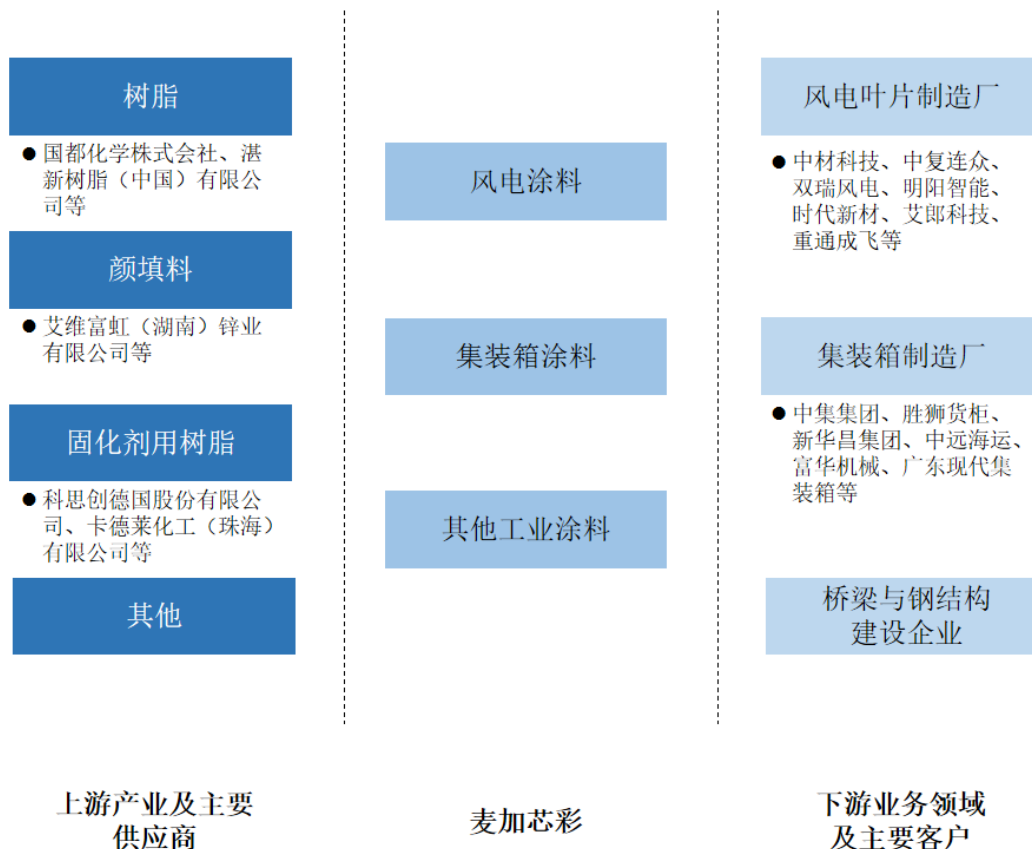 树脂
● 国都化学株式会社、湛
新树脂（中国）有限公
司等
颜填料
● 艾维富虹（湖南）锌业
有限公司等
固化剂用树脂
● 科思创德国股份有限公
司、卡德莱化工（珠海）
有限公司等
其他
上游产业及主要
供应商
风电涂料
集装箱涂料
其他工业涂料
麦加芯彩
风电叶片制造厂
● 中材科技、中复连众、
双瑞风电、明阳智能、
时代新材、艾郎科技、
重通成飞等
集装箱制造厂
● 中集集团、胜狮货柜、
新华昌集团、中远海运、
富华机械、广东现代集
装箱等
桥梁与钢结构
建设企业
下游业务领域
及主要客户